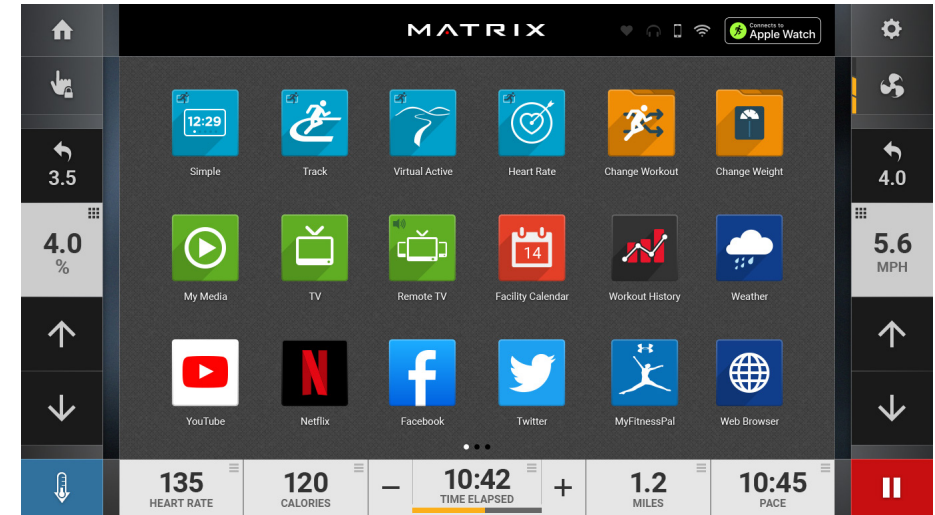 MATRIX
Connects to
Apple Watch
3.5
4.0
%
4.0
5.6
MPH
12:29
Simple
Track
Virtual Active
Heart Rate
Change Workout
Change Weight
My Media
TV
Remote TV
14
Facility Calendar
Workout History
Weather
YouTube
N
Netflix
f
Facebook
Twitter
MyFitnessPal
Web Browser
135
HEART RATE
120
CALORIES
10:42
TIME ELAPSED
1.2
MILES
10:45
PACE